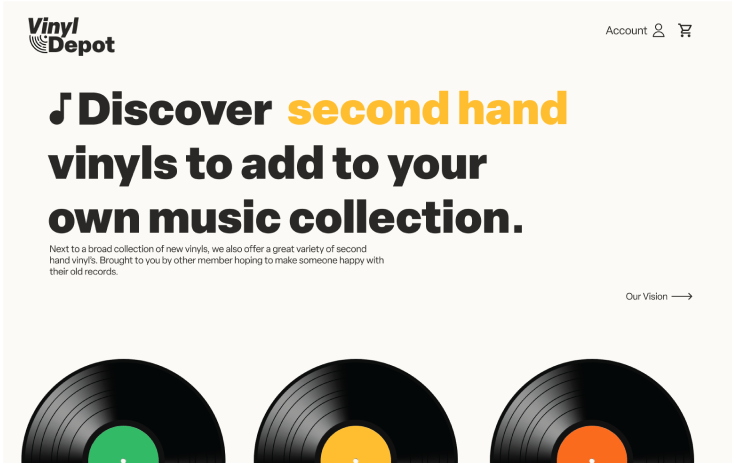 Vinyl
Depot
Account
Discover second hand
vinyls to add to your
own music collection.
Next to a broad collection of new vinyls, we also offer a great variety of second
hand vinyl's. Brought to you by other member hoping to make someone happy with
their old records.
Our Vision